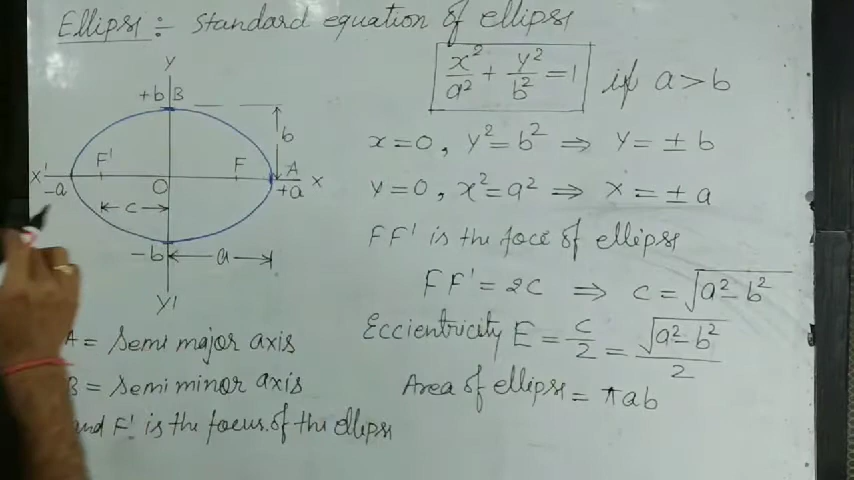 Ellipse :- Standard equation of ellipse
x²/a² + y²/b² = 1 if a > b
x = 0, y² = b² ⇒ y = ± b
y = 0, x² = a² ⇒ x = ± a
FF' is the foce of ellipse
FF' = 2c ⇒ c = √a² - b²
Eccientricity E = c/2 = √a² - b²/2
Area of ellipse = πab
y
+b B
b
F'
F
A
x'
-a
O
+a
x
c
-b
a
y'
A = Semi major axis
B = Semi minor axis
and F' is the focus of the ellipse